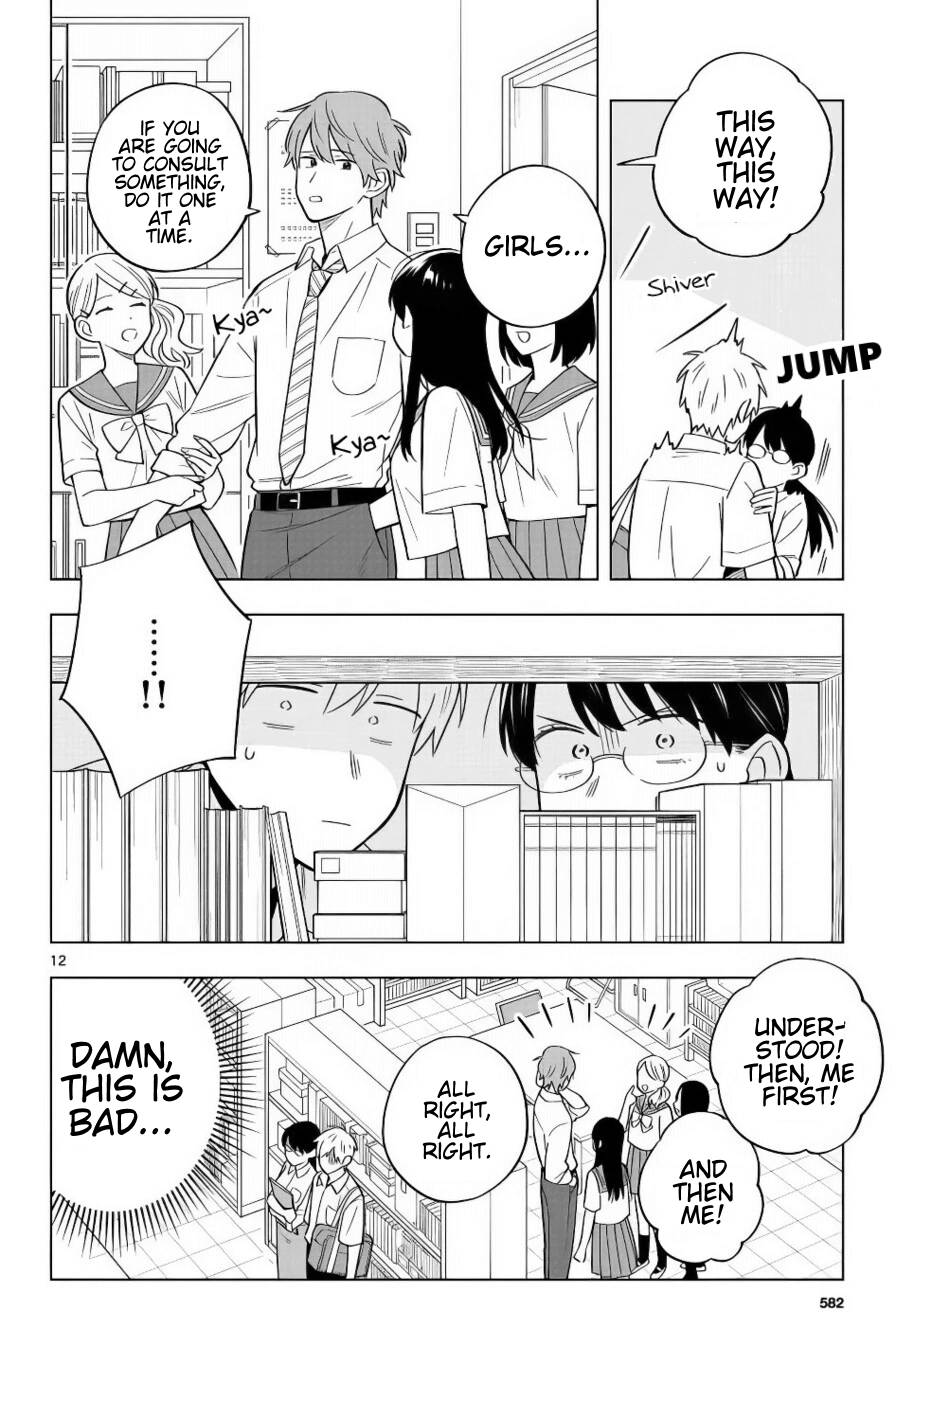 THIS
WAY,
THIS
WAY!
Shiver
JUMP
GIRLS...
IF YOU
ARE GOING
TO CONSULT
SOMETHING,
DO IT ONE
AT A
TIME.
Kya~
Kya~
......!!
12
UNDER-
STOOD!
THEN, ME
FIRST!
AND
THEN
ME!
ALL
RIGHT,
ALL
RIGHT.
DAMN,
THIS IS
BAD...
582